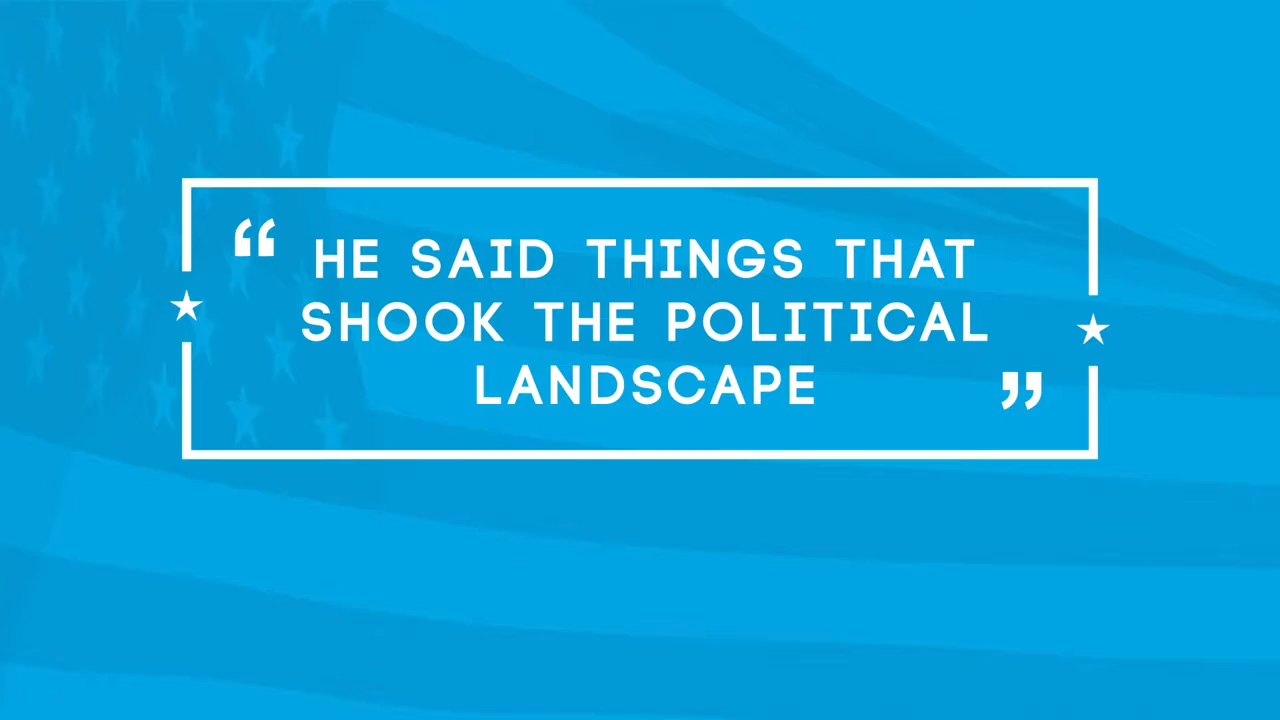 “HE SAID THINGS THAT
SHOOK THE POLITICAL
LANDSCAPE”